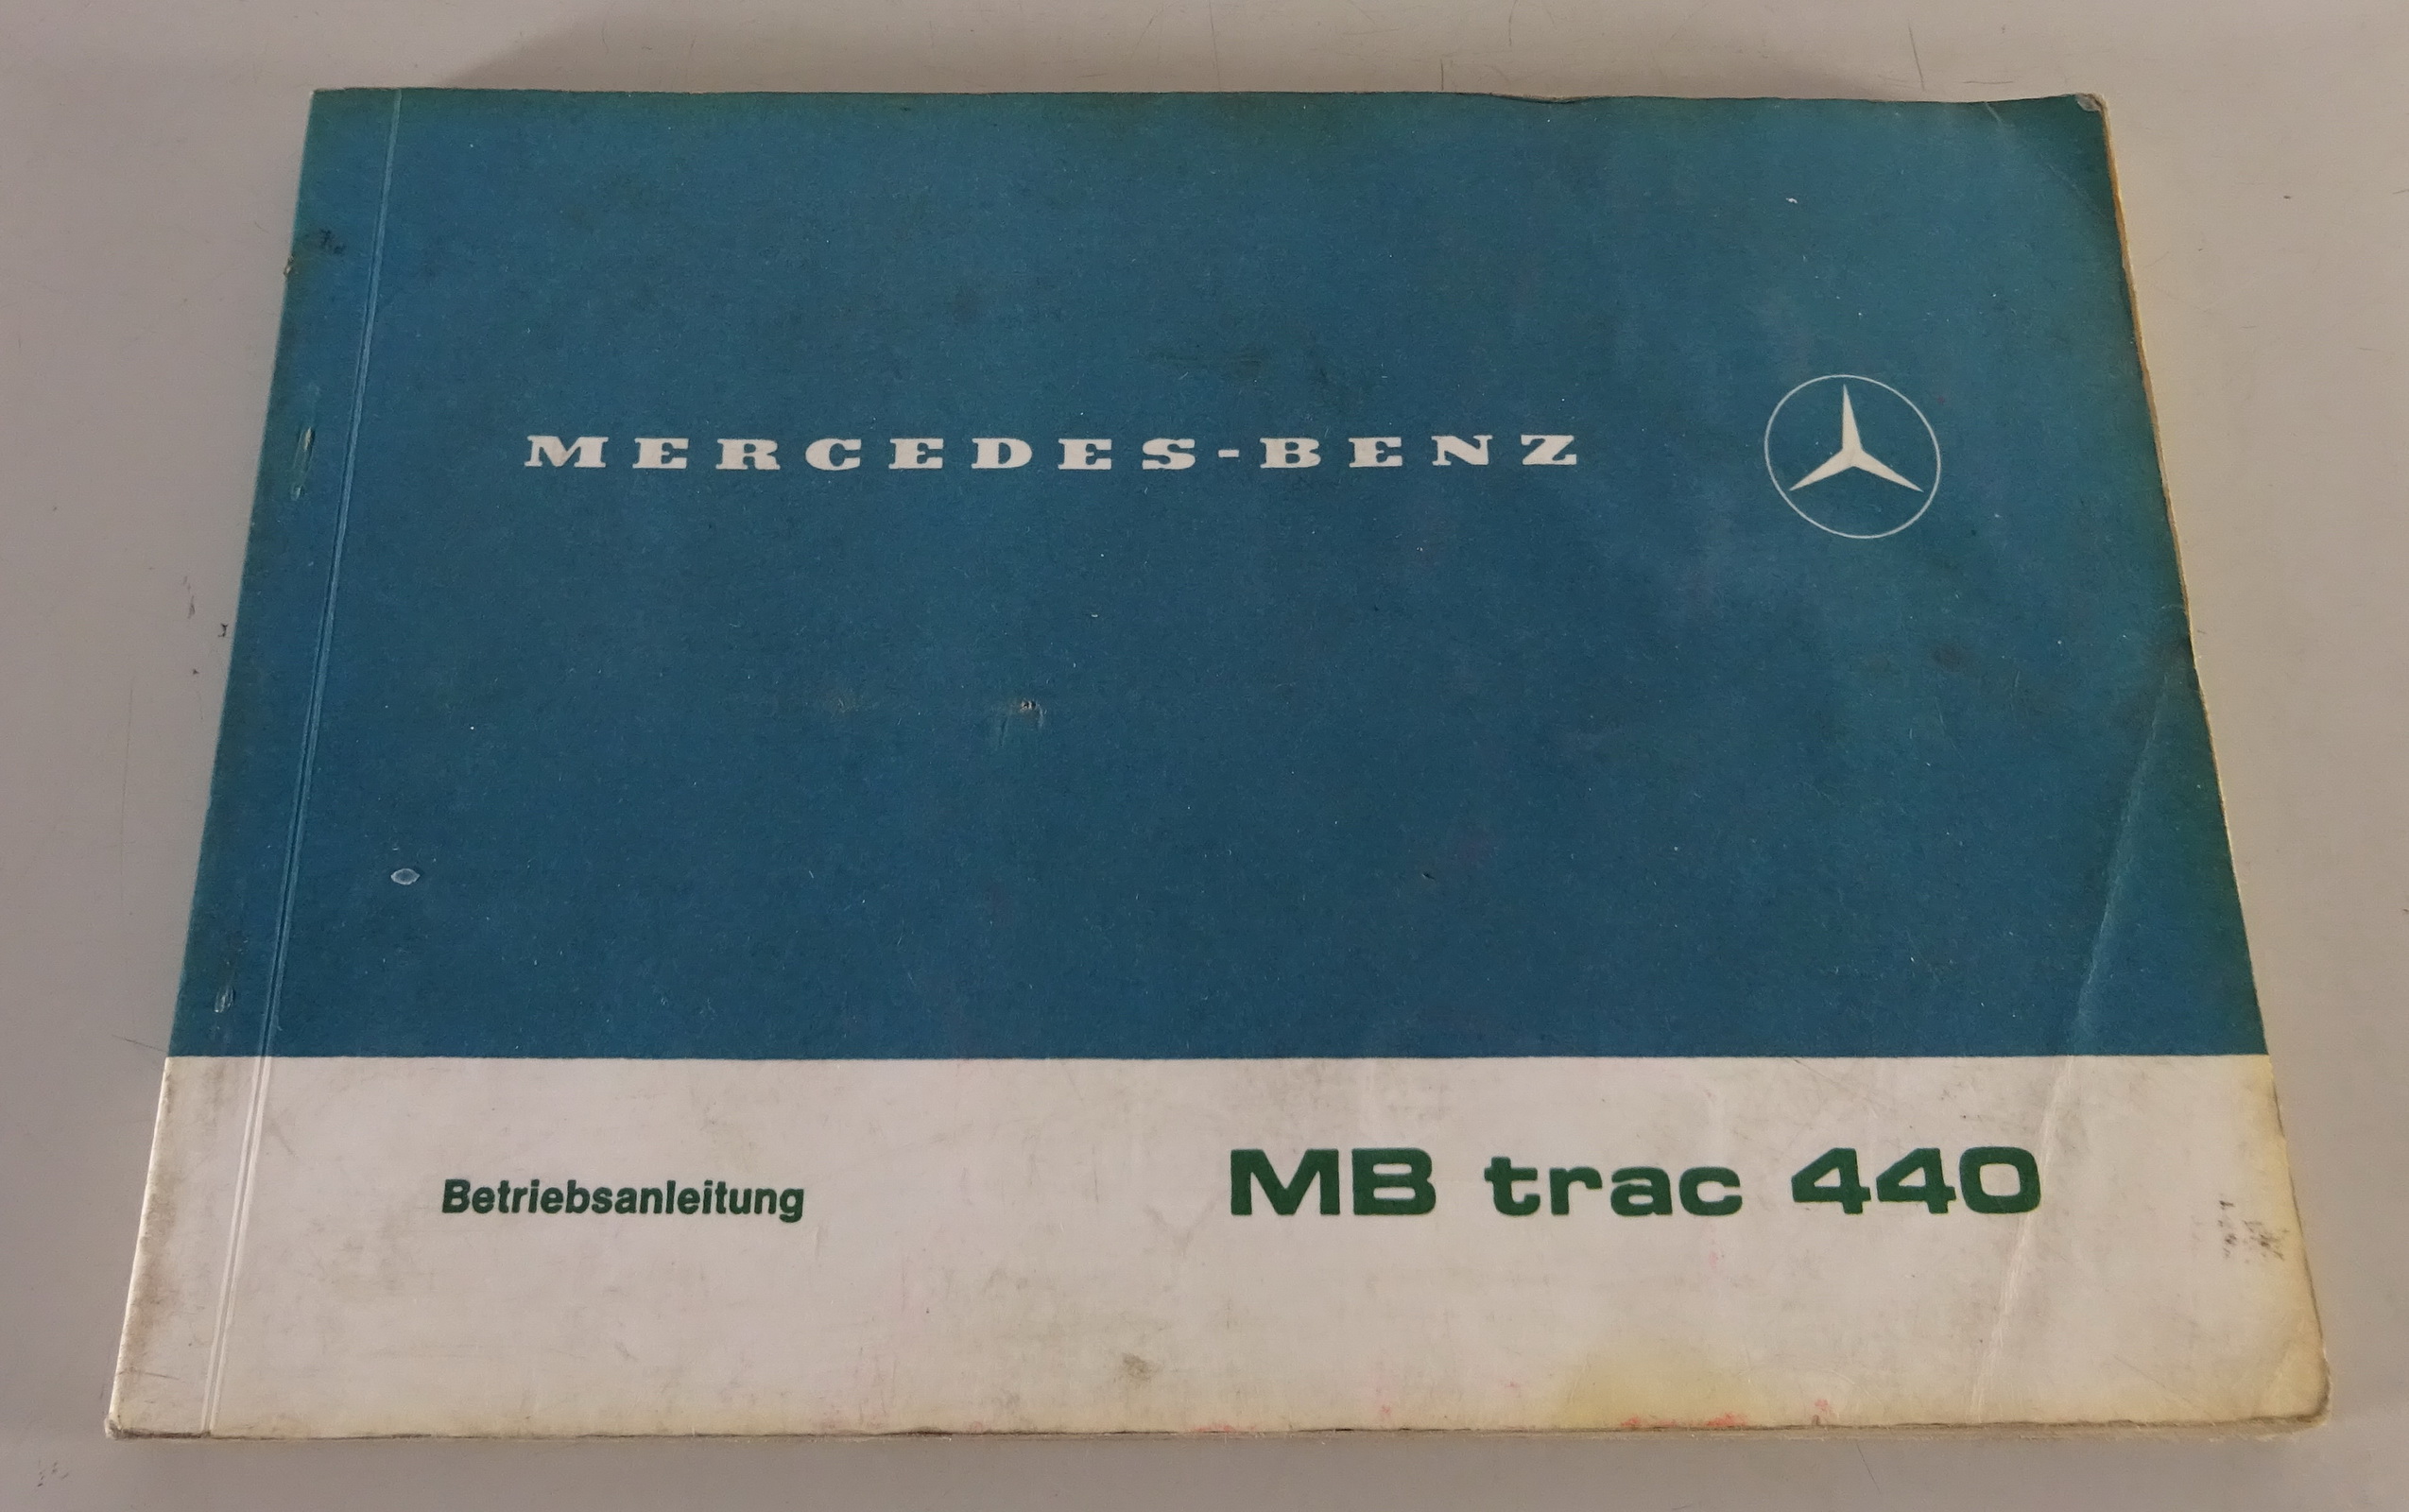 MERCEDES-BENZ
Betriebsanleitung
MB trac 440